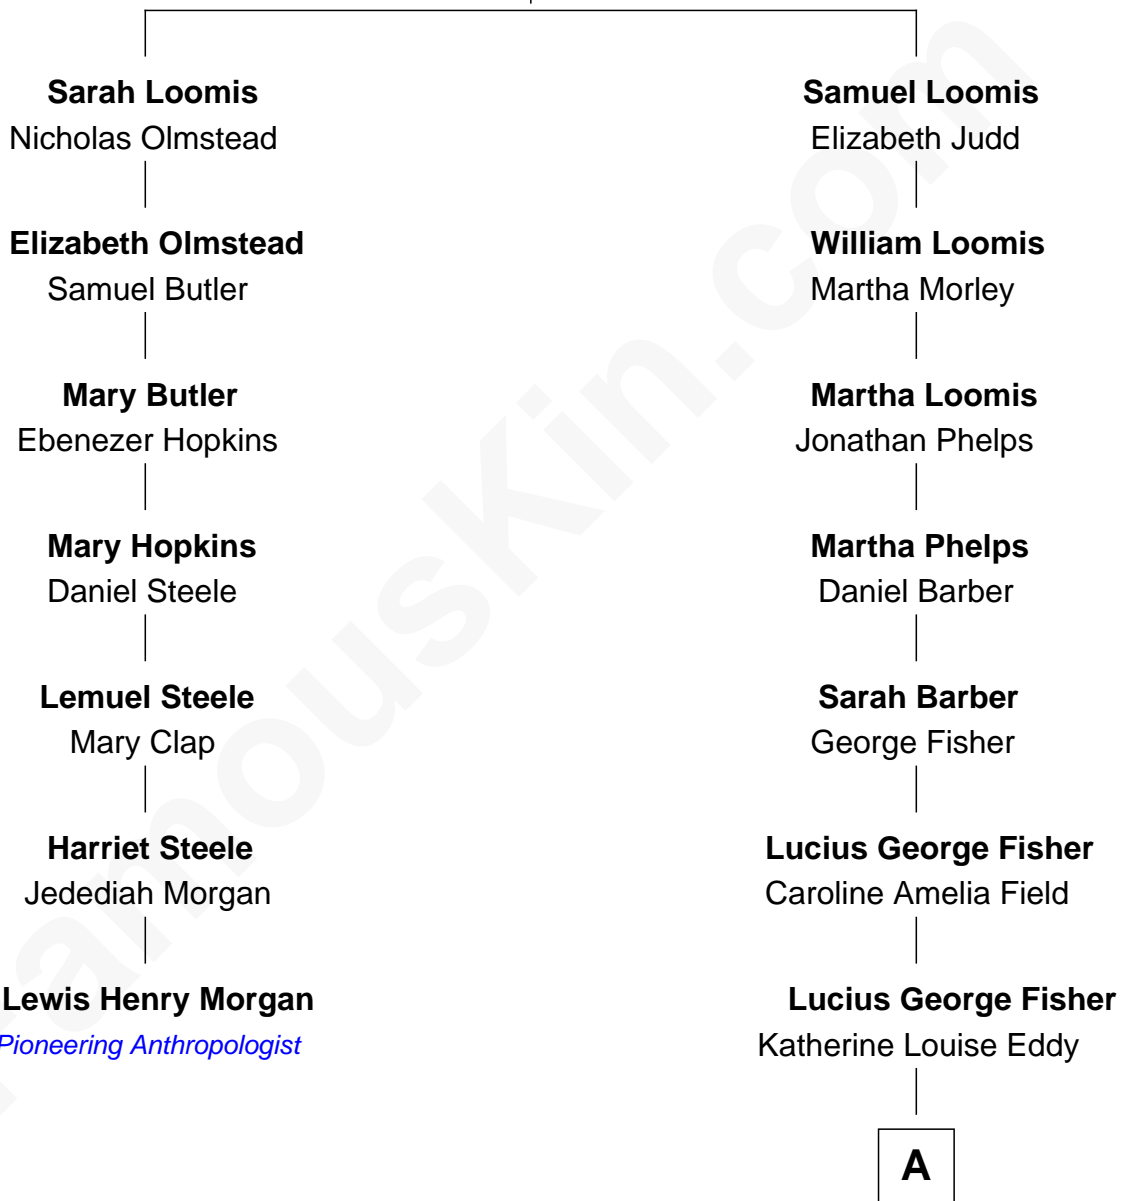 Sarah Loomis
Nicholas Olmstead
Elizabeth Olmstead
Samuel Butler
Mary Butler
Ebenezer Hopkins
Mary Hopkins
Daniel Steele
Lemuel Steele
Mary Clap
Harriet Steele
Jedediah Morgan
Lewis Henry Morgan
Pioneering Anthropologist
Samuel Loomis
Elizabeth Judd
William Loomis
Martha Morley
Martha Loomis
Jonathan Phelps
Martha Phelps
Daniel Barber
Sarah Barber
George Fisher
Lucius George Fisher
Caroline Amelia Field
Lucius George Fisher
Katherine Louise Eddy
A
FamousKin.com